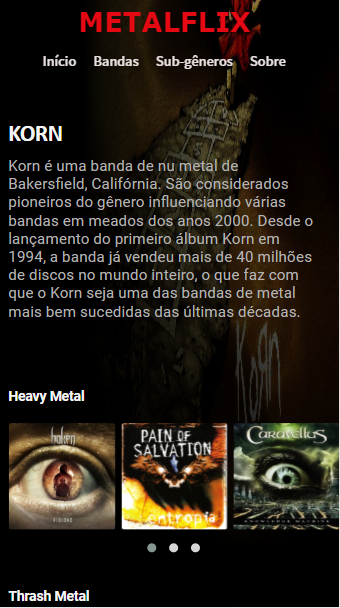 METALFLIX
Início Bandas Sub-gêneros Sobre
KORN
Korn é uma banda de nu metal de
Bakersfield, Califórnia. São considerados
pioneiros do gênero influenciando várias
bandas em meados dos anos 2000. Desde o
lançamento do primeiro álbum Korn em
1994, a banda já vendeu mais de 40 milhões
de discos no mundo inteiro, o que faz com
que o Korn seja uma das bandas de metal
mais bem sucedidas das últimas décadas.
Korn
Heavy Metal
haken
VISIONS
PAIN OF
SALVATION
entropia
Caravellus
KNOWLEDGE MACHINE
Thrash Metal